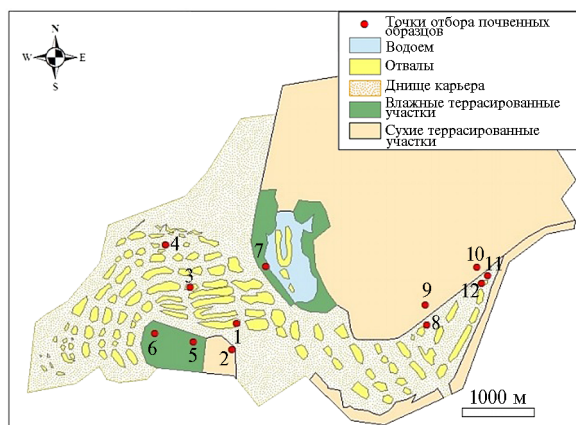 N
W E
S
Точки отбора почвенных
образцов
Водоем
Отвалы
Днище карьера
Влажные террасированные
участки
Сухие террасированные
участки
4
7
10
11
3
12
9
1
8
6
5
2
1000 м